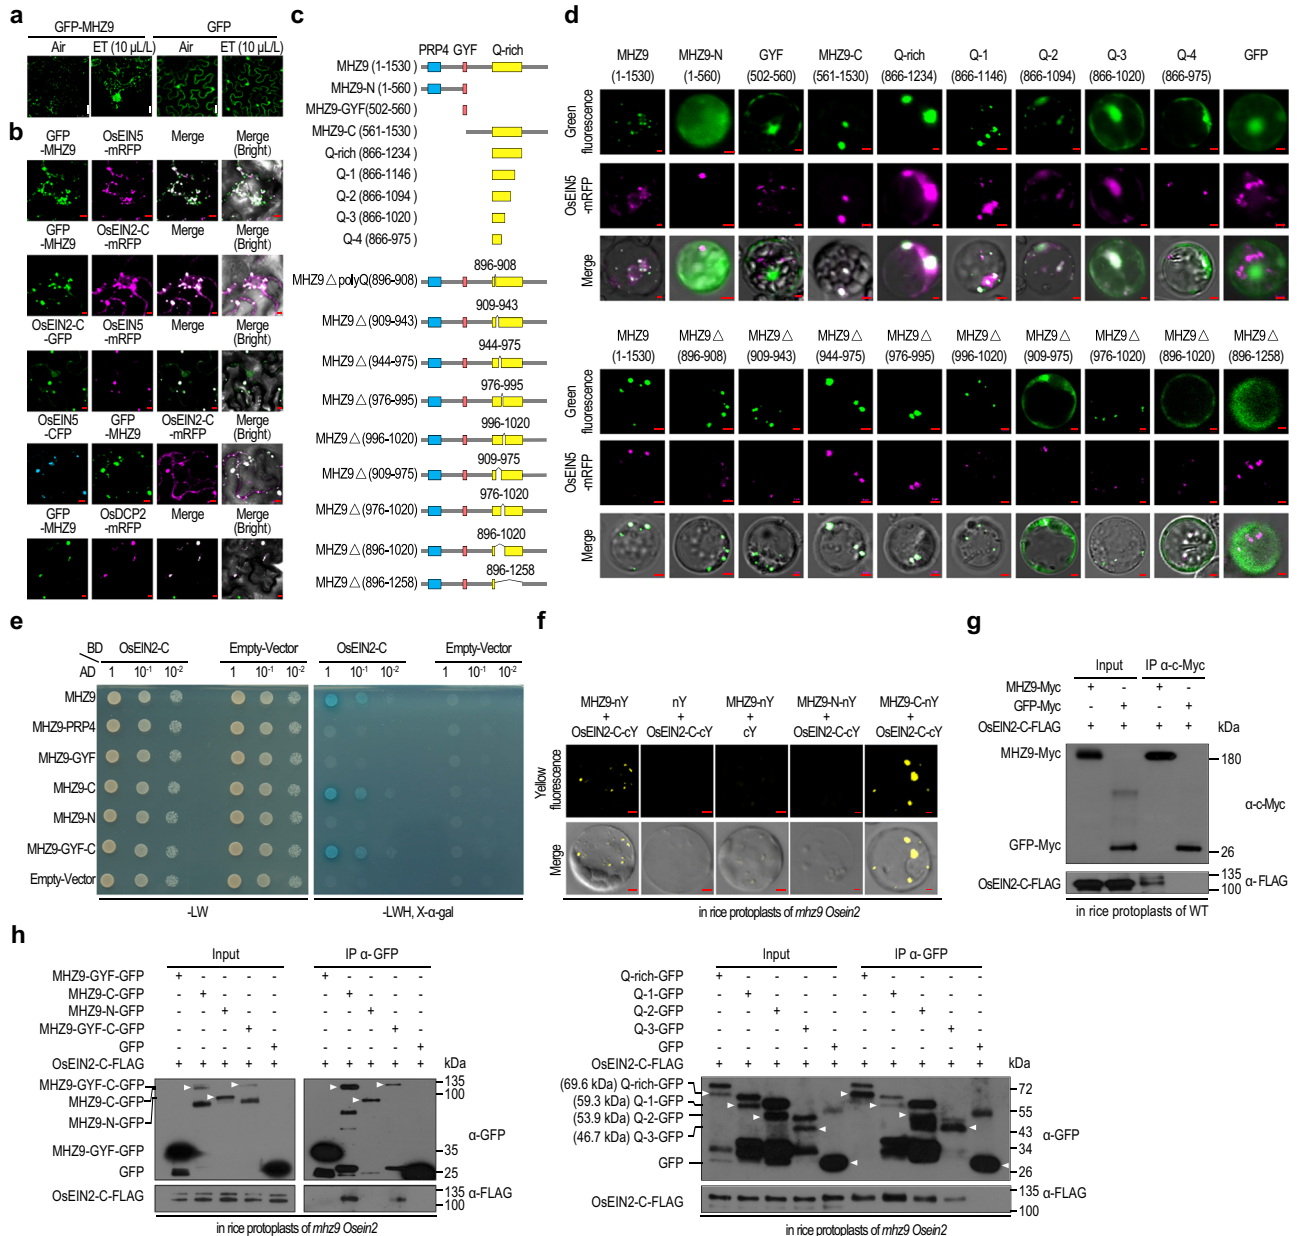 a
GFP-MHZ9 GFP
Air ET (10 µL/L) Air ET (10 µL/L)
b
GFP-MHZ9 OsEIN5-mRFP Merge Merge (Bright)
GFP-MHZ9 OsEIN2-C-mRFP Merge Merge (Bright)
OsEIN2-C-GFP OsEIN5-mRFP Merge Merge (Bright)
OsEIN5-CFP GFP-MHZ9 OsEIN2-C-mRFP Merge (Bright)
GFP-MHZ9 OsDCP2-mRFP Merge Merge (Bright)
c
PRP4 GYF Q-rich
MHZ9 (1-1530)
MHZ9-N (1-560)
MHZ9-GYF(502-560)
MHZ9-C (561-1530)
Q-rich (866-1234)
Q-1 (866-1146)
Q-2 (866-1094)
Q-3 (866-1020)
Q-4 (866-975)
896-908
MHZ9△polyQ(896-908)
909-943
MHZ9△(909-943)
944-975
MHZ9△(944-975)
976-995
MHZ9△(976-995)
996-1020
MHZ9△(996-1020)
909-975
MHZ9△(909-975)
976-1020
MHZ9△(976-1020)
896-1020
MHZ9△(896-1020)
896-1258
MHZ9△(896-1258)
d
MHZ9 MHZ9-N GYF MHZ9-C Q-rich Q-1 Q-2 Q-3 Q-4 GFP
(1-1530) (1-560) (502-560) (561-1530) (866-1234) (866-1146) (866-1094) (866-1020) (866-975)
Green fluorescence
OsEIN5-mRFP
Merge
MHZ9 MHZ9△ MHZ9△ MHZ9△ MHZ9△ MHZ9△ MHZ9△ MHZ9△ MHZ9△ MHZ9△
(1-1530) (896-908) (909-943) (944-975) (976-995) (996-1020) (909-975) (976-1020) (896-1020) (896-1258)
Green fluorescence
OsEIN5-mRFP
Merge
e
BD OsEIN2-C Empty-Vector OsEIN2-C Empty-Vector
AD 1 10⁻¹ 10⁻² 1 10⁻¹ 10⁻² 1 10⁻¹ 10⁻² 1 10⁻¹ 10⁻²
MHZ9
MHZ9-PRP4
MHZ9-GYF
MHZ9-C
MHZ9-N
MHZ9-GYF-C
Empty-Vector
-LW -LWH, X-α-gal
f
MHZ9-nY nY MHZ9-nY MHZ9-N-nY MHZ9-C-nY
+ + + + +
OsEIN2-C-cY OsEIN2-C-cY cY OsEIN2-C-cY OsEIN2-C-cY
Yellow fluorescence
Merge
in rice protoplasts of mhz9 Osein2
g
Input IP α-c-Myc
MHZ9-Myc + - + -
GFP-Myc - + - +
OsEIN2-C-FLAG + + + + kDa
MHZ9-Myc 180
α-c-Myc
GFP-Myc 26
OsEIN2-C-FLAG 135 α-FLAG
100
in rice protoplasts of WT
h
Input IP α-GFP
MHZ9-GYF-GFP + - - - - + - - - -
MHZ9-C-GFP - + - - - - + - - -
MHZ9-N-GFP - - + - - - - + - -
MHZ9-GYF-C-GFP - - - + - - - - + -
GFP - - - - + - - - - +
OsEIN2-C-FLAG + + + + + + + + + + kDa
MHZ9-GYF-C-GFP 135
MHZ9-C-GFP 100
MHZ9-N-GFP
α-GFP
MHZ9-GYF-GFP 35
GFP 25
OsEIN2-C-FLAG 135 α-FLAG
100
in rice protoplasts of mhz9 Osein2
Input IP α-GFP
Q-rich-GFP + - - - - + - - - -
Q-1-GFP - + - - - - + - - -
Q-2-GFP - - + - - - - + - -
Q-3-GFP - - - + - - - - + -
GFP - - - - + - - - - +
OsEIN2-C-FLAG + + + + + + + + + + kDa
(69.6 kDa) Q-rich-GFP 72
(59.3 kDa) Q-1-GFP
(53.9 kDa) Q-2-GFP 55
(46.7 kDa) Q-3-GFP 43
α-GFP
34
GFP 26
OsEIN2-C-FLAG 135 α-FLAG
100
in rice protoplasts of mhz9 Osein2